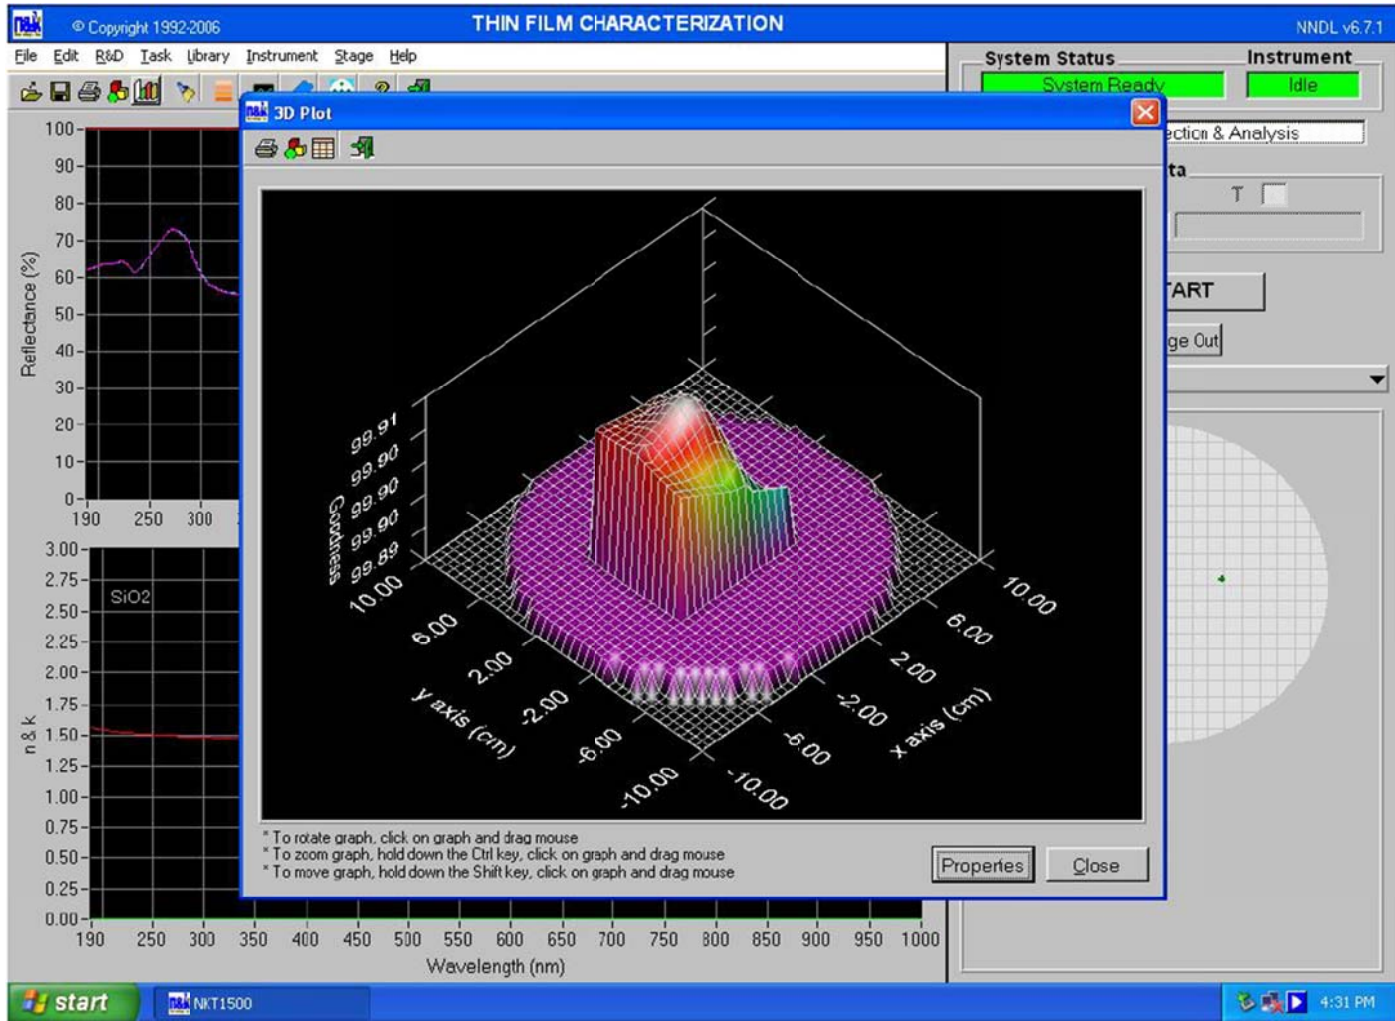 n&k © Copyright 1992-2006 THIN FILM CHARACTERIZATION NNDL v6.7.1
File Edit R&D Task Library Instrument Stage Help
System Status Instrument
System Ready Idle
n&k 3D Plot
ection & Analysis
ta
T
TART
ge Out
Reflectance (%)
100
90
80
70
60
50
40
30
20
10
0
190 250 300 3
Goodness
99.91
99.90
99.90
99.90
99.89
10.00
6.00
2.00
-2.00
-6.00
-10.00
y axis (cm)
10.00
6.00
2.00
-2.00
-6.00
-10.00
x axis (cm)
* To rotate graph, click on graph and drag mouse
* To zoom graph, hold down the Ctrl key, click on graph and drag mouse
* To move graph, hold down the Shift key, click on graph and drag mouse
Properties Close
n & k
3.00
2.75
SiO2
2.50
2.25
2.00
1.75
1.50
1.25
1.00
0.75
0.50
0.25
0.00
190 250 300 350 400 450 500 550 600 650 700 750 800 850 900 950 1000
Wavelength (nm)
start n&k NKT1500 4:31 PM